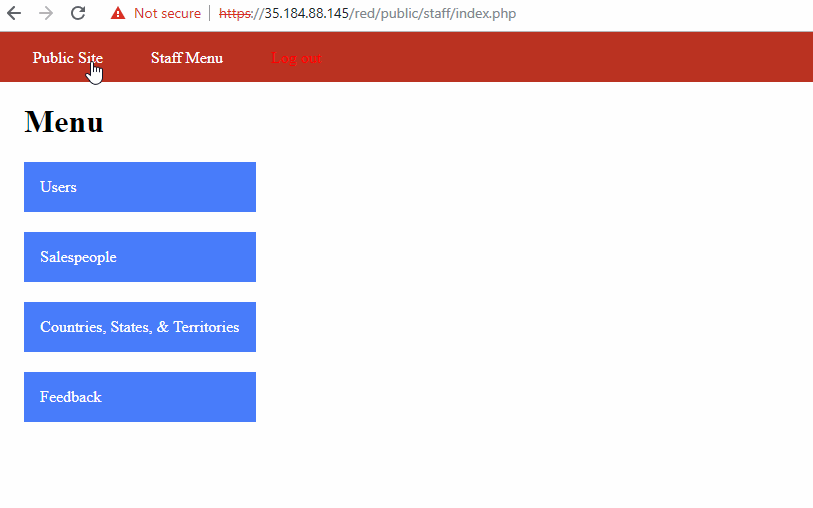 Not secure https://35.184.88.145/red/public/staff/index.php
Public Site Staff Menu Log out
Menu
Users
Salespeople
Countries, States, & Territories
Feedback